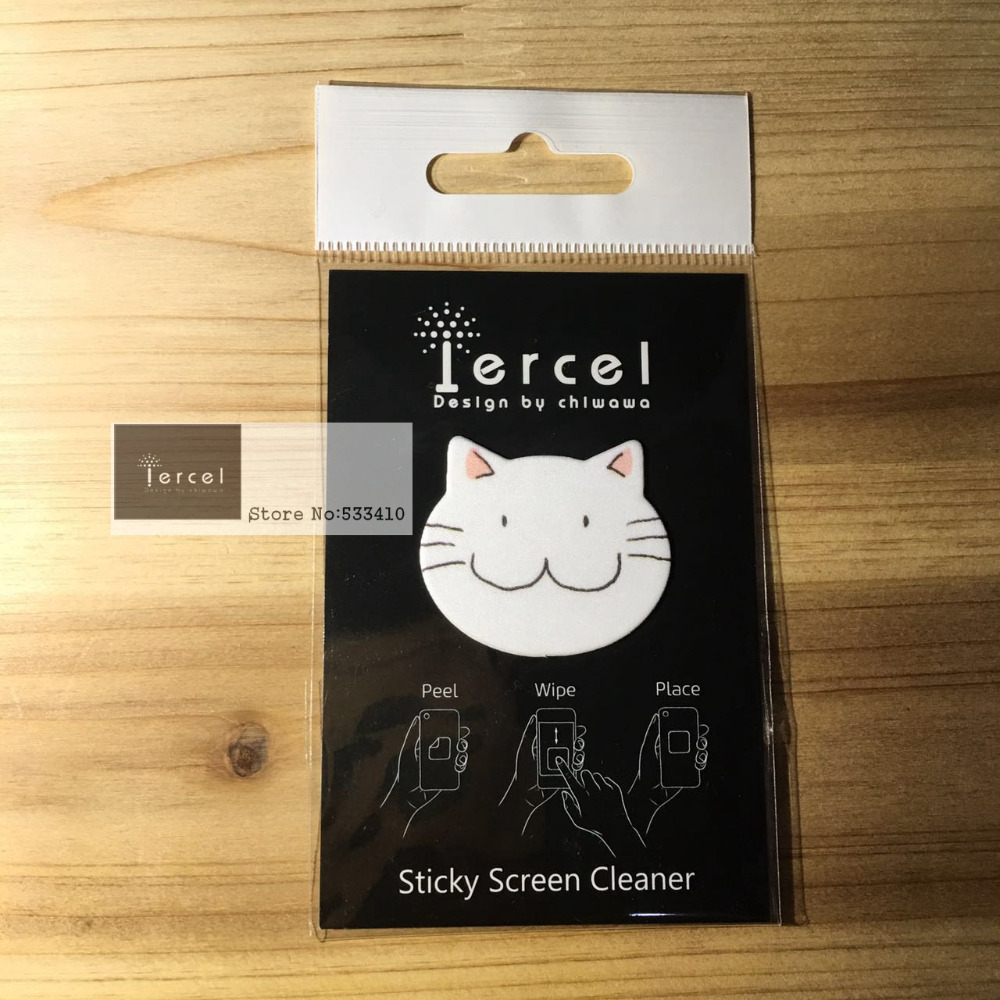 Tercel
Design by chiwawa
Tercel
Design by chiwawa
Store No:533410
Peel Wipe Place
Sticky Screen Cleaner